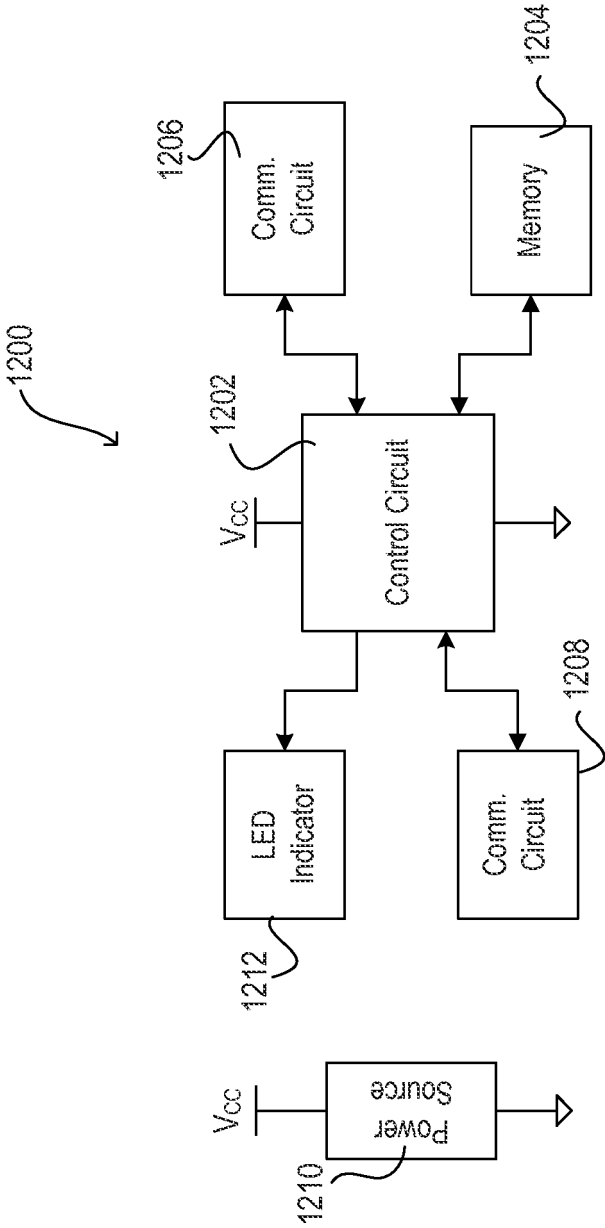 1200
1206
Comm.
Circuit
1202
Vcc
Control Circuit
1204
Memory
1212
LED
Indicator
1208
Comm.
Circuit
Vcc
1210
Power
Source